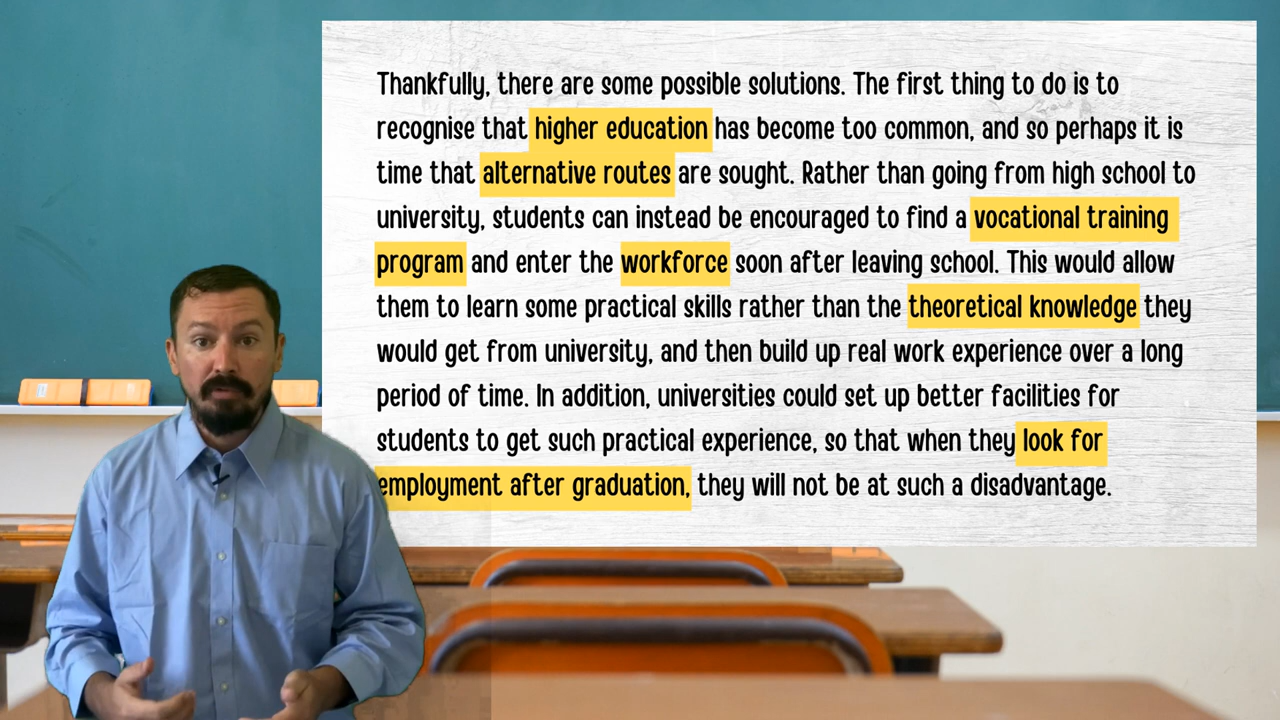 Thankfully, there are some possible solutions. The first thing to do is to
recognise that higher education has become too common, and so perhaps it is
time that alternative routes are sought. Rather than going from high school to
university, students can instead be encouraged to find a vocational training
program and enter the workforce soon after leaving school. This would allow
them to learn some practical skills rather than the theoretical knowledge they
would get from university, and then build up real work experience over a long
period of time. In addition, universities could set up better facilities for
students to get such practical experience, so that when they look for
employment after graduation, they will not be at such a disadvantage.